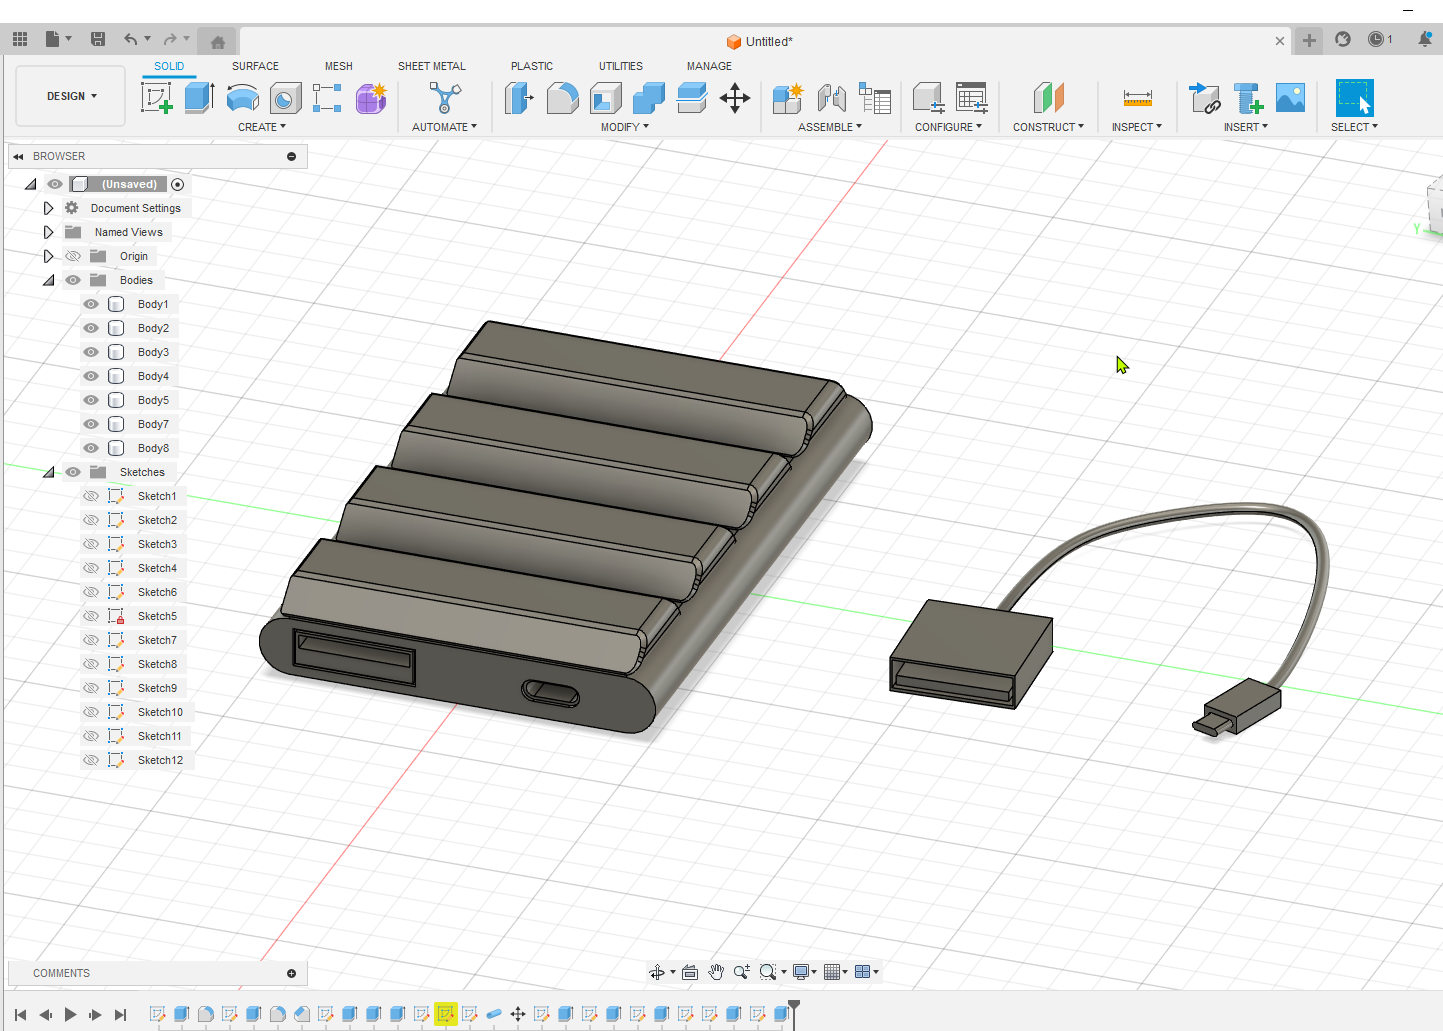 Untitled*
1
SOLID SURFACE MESH SHEET METAL PLASTIC UTILITIES MANAGE
DESIGN
CREATE AUTOMATE MODIFY ASSEMBLE CONFIGURE CONSTRUCT INSPECT INSERT SELECT
BROWSER
(Unsaved)
Document Settings
Named Views
Origin
Bodies
Body1
Body2
Body3
Body4
Body5
Body7
Body8
Sketches
Sketch1
Sketch2
Sketch3
Sketch4
Sketch6
Sketch5
Sketch7
Sketch8
Sketch9
Sketch10
Sketch11
Sketch12
Y
COMMENTS